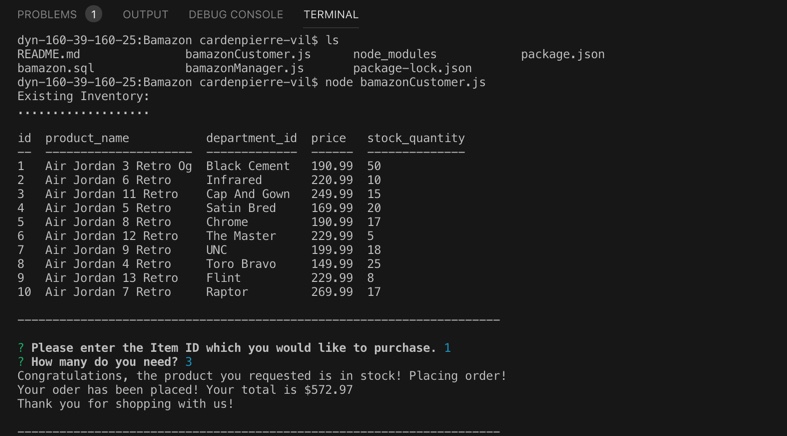 PROBLEMS 1 OUTPUT DEBUG CONSOLE TERMINAL
dyn-160-39-160-25:Bamazon cardenpierre-vil$ ls
README.md bamazonCustomer.js node_modules package.json
bamazon.sql bamazonManager.js package-lock.json
dyn-160-39-160-25:Bamazon cardenpierre-vil$ node bamazonCustomer.js
Existing Inventory:
...................
id product_name department_id price stock_quantity
-- --------------------- ------------- ------ --------------
1 Air Jordan 3 Retro Og Black Cement 190.99 50
2 Air Jordan 6 Retro Infrared 220.99 10
3 Air Jordan 11 Retro Cap And Gown 249.99 15
4 Air Jordan 5 Retro Satin Bred 169.99 20
5 Air Jordan 8 Retro Chrome 190.99 17
6 Air Jordan 12 Retro The Master 229.99 5
7 Air Jordan 9 Retro UNC 199.99 18
8 Air Jordan 4 Retro Toro Bravo 149.99 25
9 Air Jordan 13 Retro Flint 229.99 8
10 Air Jordan 7 Retro Raptor 269.99 17
---------------------------------------------------------------------
? Please enter the Item ID which you would like to purchase. 1
? How many do you need? 3
Congratulations, the product you requested is in stock! Placing order!
Your oder has been placed! Your total is $572.97
Thank you for shopping with us!
---------------------------------------------------------------------